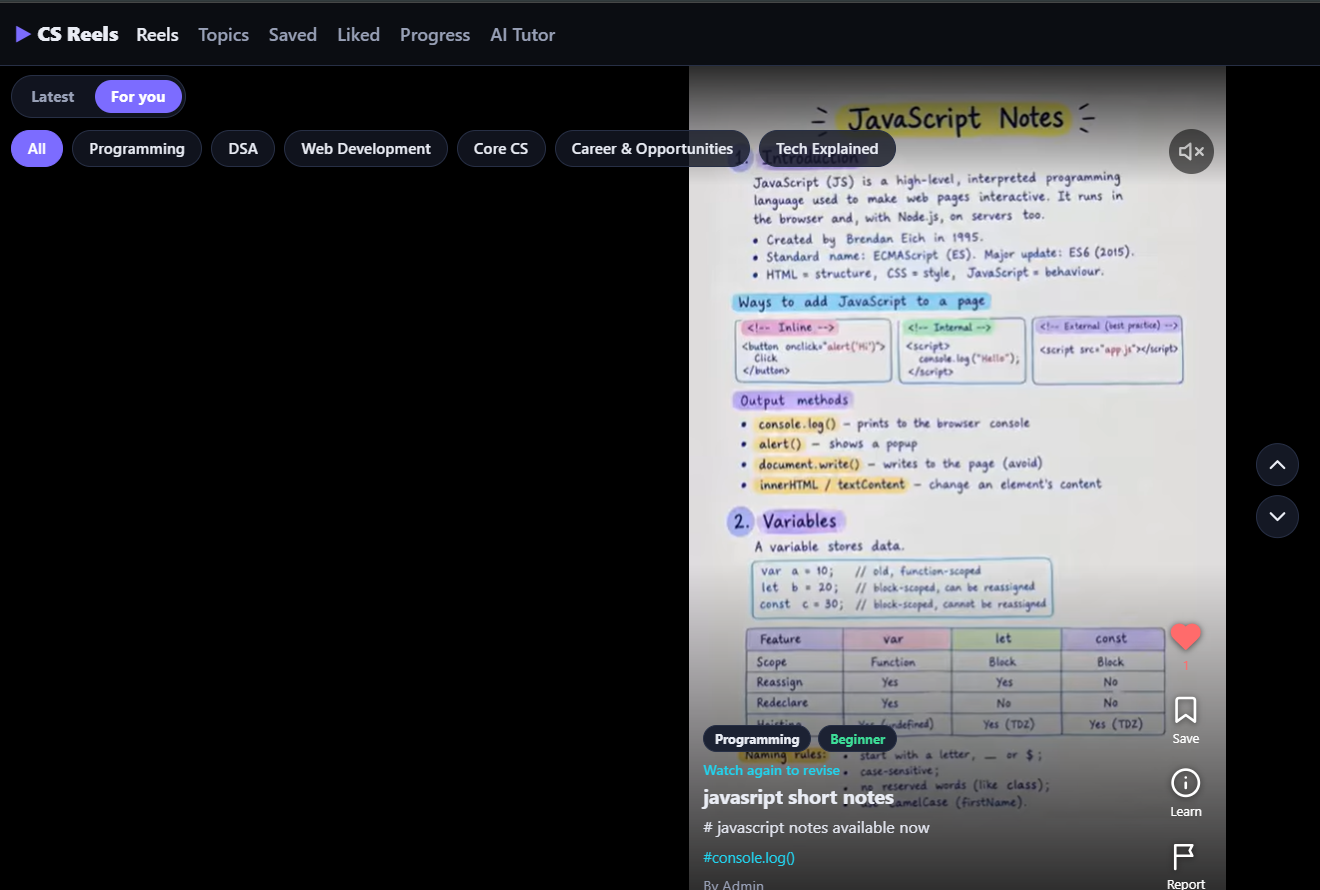 CS Reels Reels Topics Saved Liked Progress AI Tutor
Latest For you
All Programming DSA Web Development Core CS Career & Opportunities Tech Explained
JavaScript Notes
1. Introduction
JavaScript (JS) is a high-level, interpreted programming
language used to make web pages interactive. It runs in
the browser and, with Node.js, on servers too.
• Created by Brendan Eich in 1995.
• Standard name: ECMAScript (ES). Major update: ES6 (2015).
• HTML = structure, CSS = style, JavaScript = behaviour.
Ways to add JavaScript to a page
<!-- Inline -->
<button onclick="alert('Hi')">
Click
</button>
<!-- Internal -->
<script>
console.log("Hello");
</script>
<!-- External (best practice) -->
<script src="app.js"></script>
Output methods
• console.log() – prints to the browser console
• alert() – shows a popup
• document.write() – writes to the page (avoid)
• innerHTML / textContent – change an element's content
2. Variables
A variable stores data.
var a = 10; // old, function-scoped
let b = 20; // block-scoped, can be reassigned
const c = 30; // block-scoped, cannot be reassigned
Feature var let const
Scope Function Block Block
Reassign Yes Yes No
Redeclare Yes No No
Hoisting Yes (undefined) Yes (TDZ) Yes (TDZ)
Naming rules: • start with a letter, _ or $;
• case-sensitive;
• no reserved words (like class);
camelCase (firstName).
Programming Beginner
Watch again to revise
javasript short notes
# javascript notes available now
#console.log()
By Admin
1
Save
Learn
Report